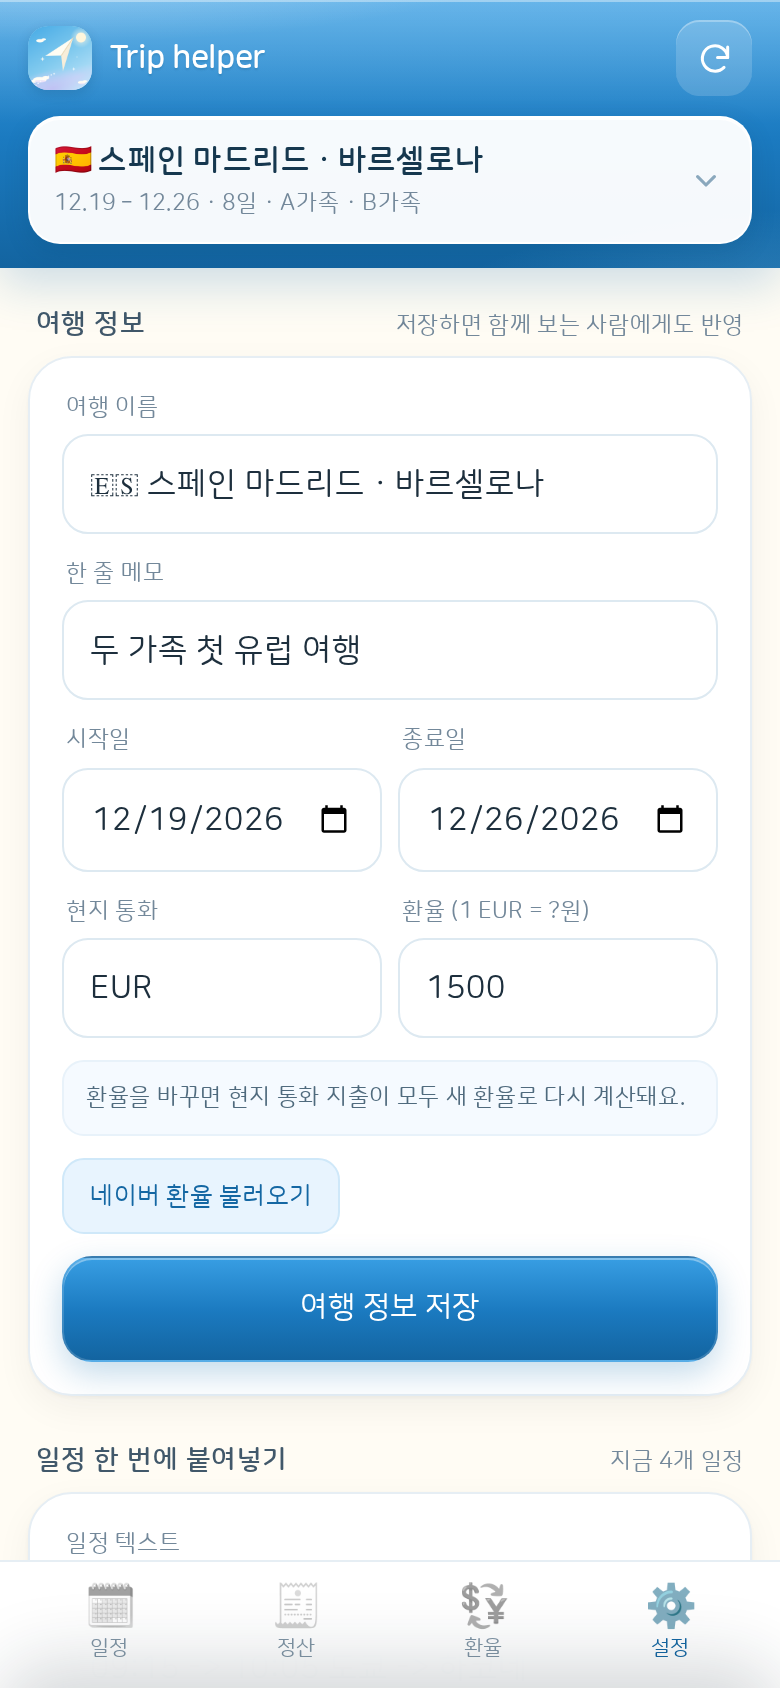 Trip helper
🇪🇸 스페인 마드리드 · 바르셀로나
12.19 – 12.26 · 8일 · A가족 · B가족
여행 정보
저장하면 함께 보는 사람에게도 반영
여행 이름
🇪🇸 스페인 마드리드 · 바르셀로나
한 줄 메모
두 가족 첫 유럽 여행
시작일
종료일
12/19/2026
12/26/2026
현지 통화
환율 (1 EUR = ?원)
EUR
1500
환율을 바꾸면 현지 통화 지출이 모두 새 환율로 다시 계산돼요.
네이버 환율 불러오기
여행 정보 저장
일정 한 번에 붙여넣기
지금 4개 일정
일정 텍스트
일정
정산
환율
설정